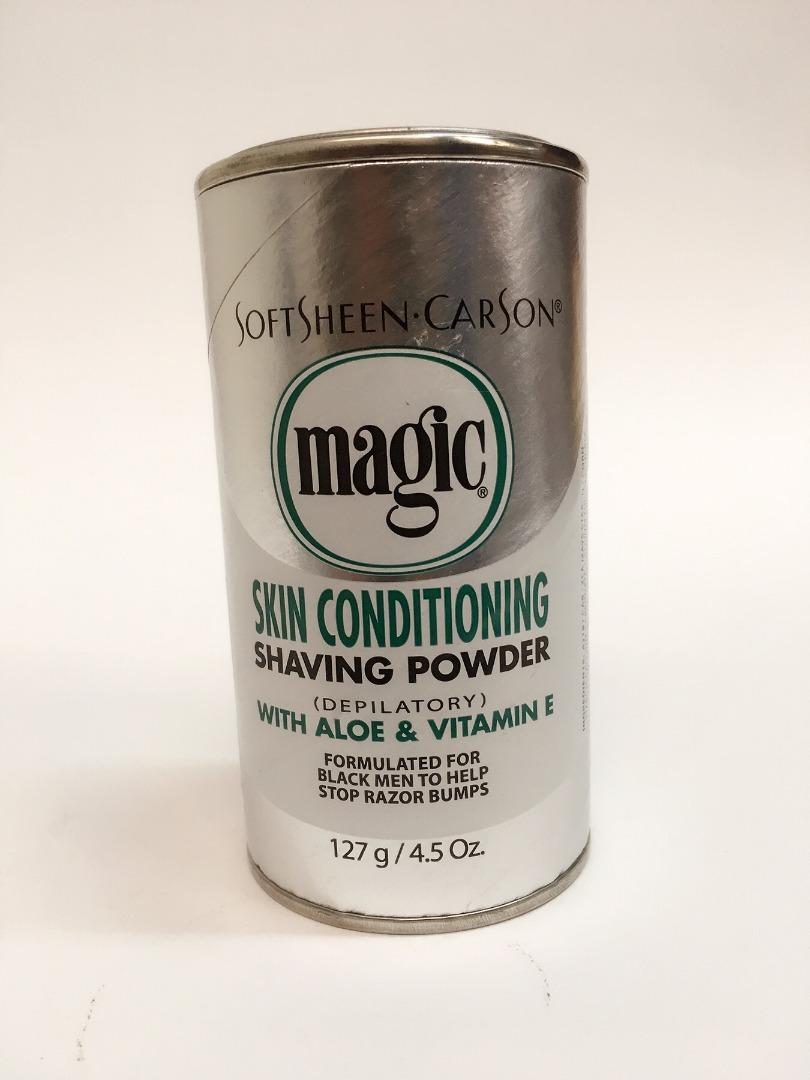 SOFTSHEEN·CARSON®
magic®
SKIN CONDITIONING
SHAVING POWDER
(DEPILATORY)
WITH ALOE & VITAMIN E
FORMULATED FOR
BLACK MEN TO HELP
STOP RAZOR BUMPS
127 g / 4.5 Oz.